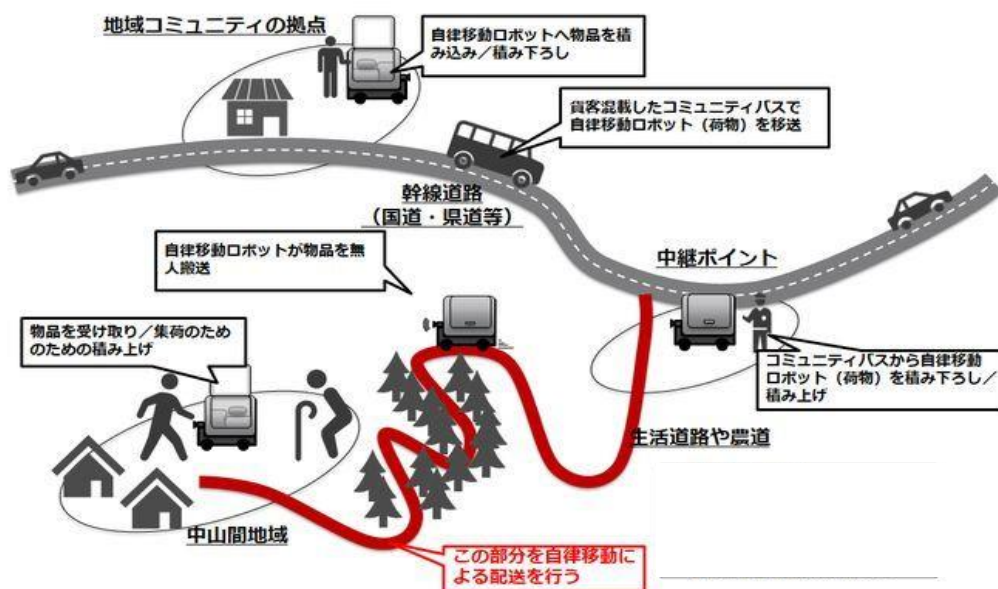 地域コミュニティの拠点
自律移動ロボットへ物品を積
み込み／積み下ろし
貨客混載したコミュニティバスで
自律移動ロボット（荷物）を移送
幹線道路
（国道・県道等）
自律移動ロボットが物品を無
人搬送
中継ポイント
物品を受け取り／集荷のため
のための積み上げ
コミュニティバスから自律移動
ロボット（荷物）を積み下ろし／
積み上げ
生活道路や農道
中山間地域
この部分を自律移動に
よる配送を行う